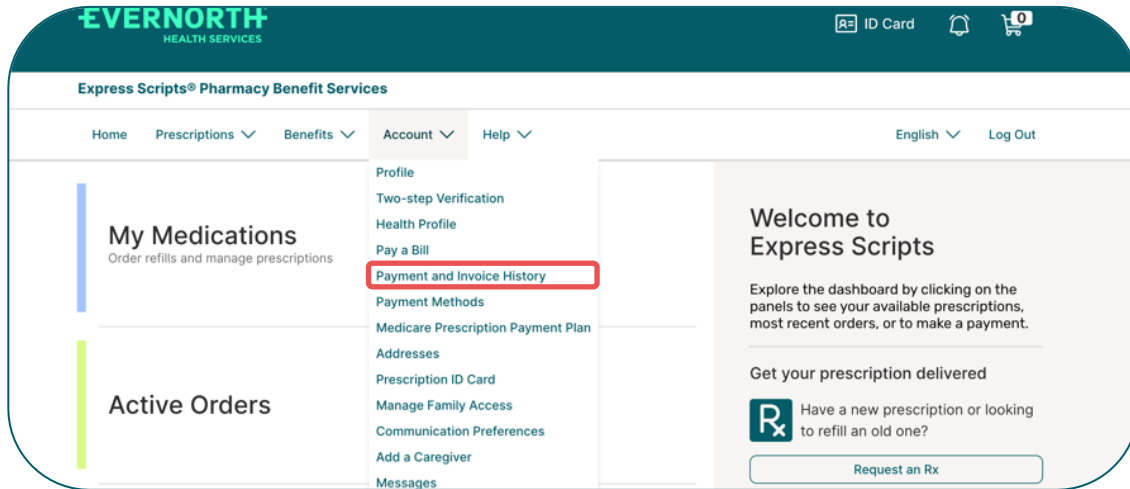 EVERNORTH
HEALTH SERVICES
ID Card
0
Express Scripts® Pharmacy Benefit Services
Home Prescriptions Benefits Account Help English Log Out
Profile
Two-step Verification
Health Profile
Pay a Bill
Payment and Invoice History
Payment Methods
Medicare Prescription Payment Plan
Addresses
Prescription ID Card
Manage Family Access
Communication Preferences
Add a Caregiver
Messages
My Medications
Order refills and manage prescriptions
Active Orders
Welcome to
Express Scripts
Explore the dashboard by clicking on the
panels to see your available prescriptions,
most recent orders, or to make a payment.
Get your prescription delivered
Rx
Have a new prescription or looking
to refill an old one?
Request an Rx